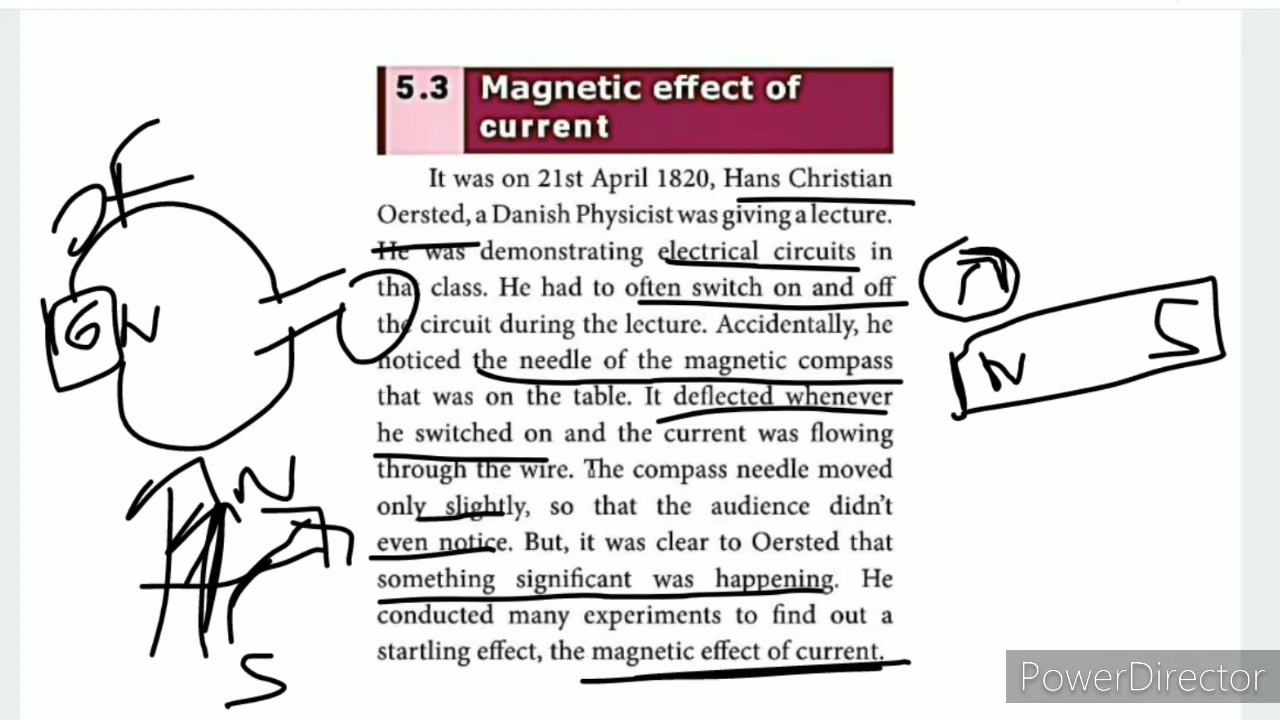 5.3 Magnetic effect of
current
It was on 21st April 1820, Hans Christian
Oersted, a Danish Physicist was giving a lecture.
He was demonstrating electrical circuits in
that class. He had to often switch on and off
the circuit during the lecture. Accidentally, he
noticed the needle of the magnetic compass
that was on the table. It deflected whenever
he switched on and the current was flowing
through the wire. The compass needle moved
only slightly, so that the audience didn't
even notice. But, it was clear to Oersted that
something significant was happening. He
conducted many experiments to find out a
startling effect, the magnetic effect of current.
G N
N
S
N S
PowerDirector